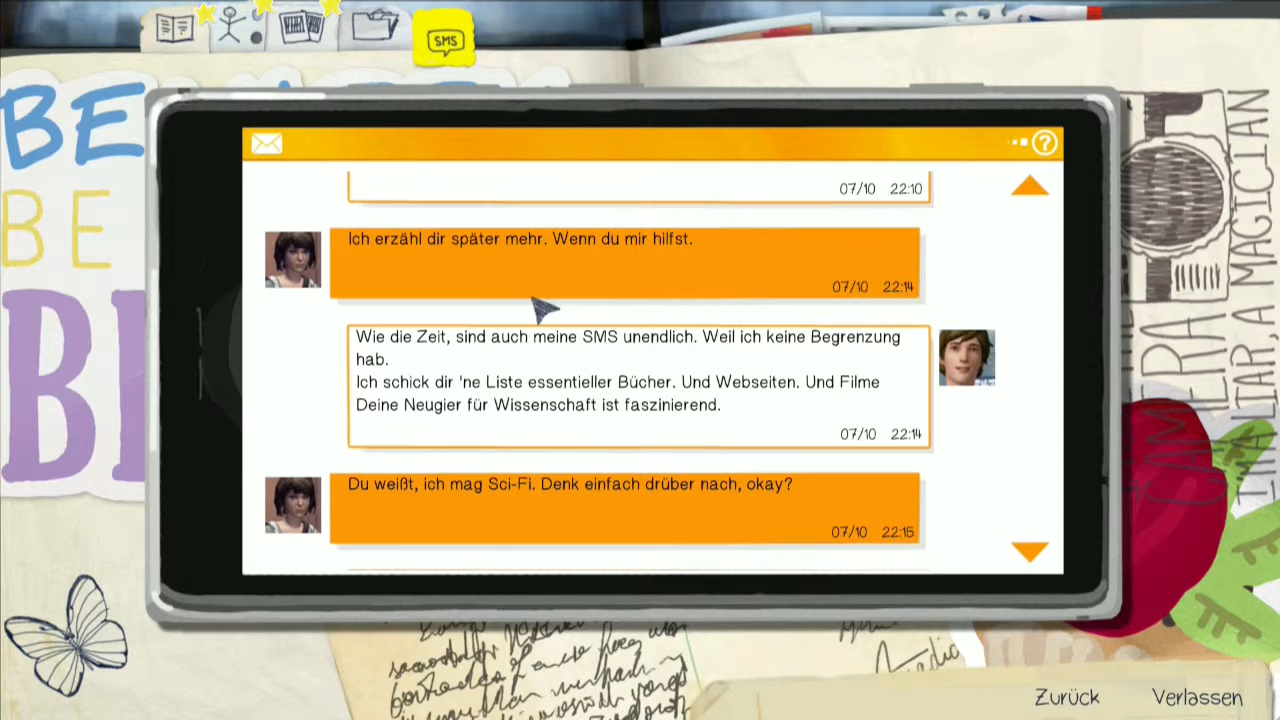 SMS
BE
BE
07/10 22:10
Ich erzähl dir später mehr. Wenn du mir hilfst.
07/10 22:14
Wie die Zeit, sind auch meine SMS unendlich. Weil ich keine Begrenzung
hab.
Ich schick dir 'ne Liste essentieller Bücher. Und Webseiten. Und Filme
Deine Neugier für Wissenschaft ist faszinierend.
07/10 22:14
Du weißt, ich mag Sci-Fi. Denk einfach drüber nach, okay?
07/10 22:15
CAMERA
MAGICIAN
Zurück Verlassen